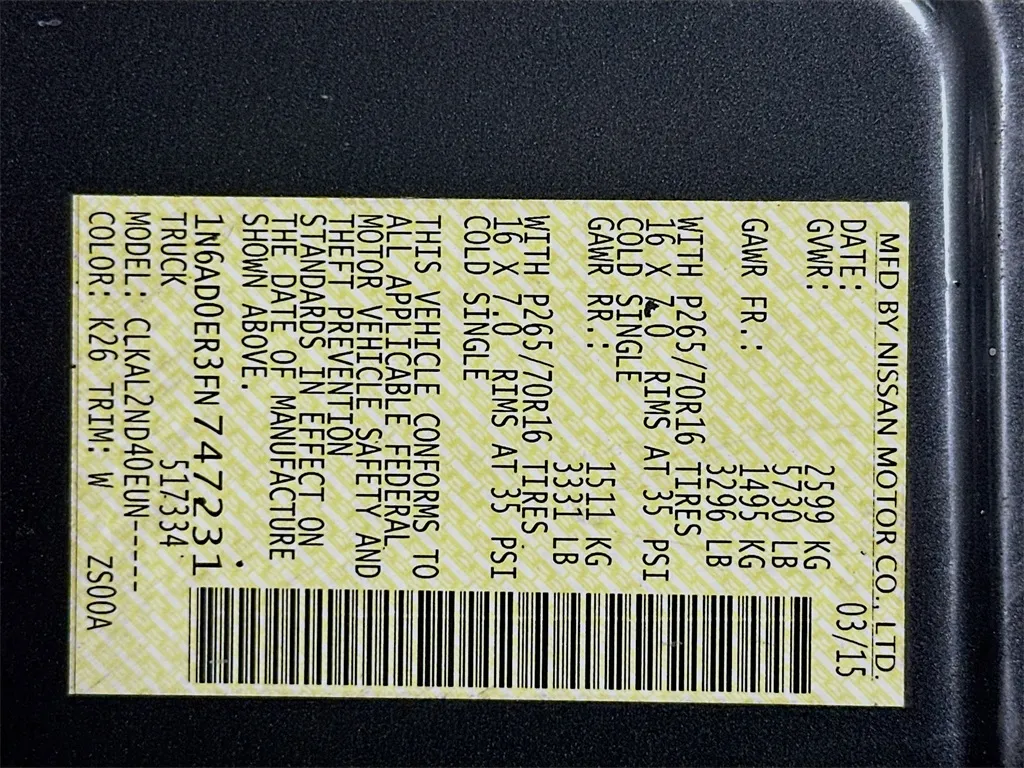 MFD BY NISSAN MOTOR CO., LTD.
DATE: 03/15
GVWR: 2599 KG
5730 LB
GAWR FR.: 1495 KG
3296 LB
WITH P265/70R16 TIRES
16 X 7.0 RIMS AT 35 PSI
COLD SINGLE
GAWR RR.: 1511 KG
3331 LB
WITH P265/70R16 TIRES
16 X 7.0 RIMS AT 35 PSI
COLD SINGLE
THIS VEHICLE CONFORMS TO
ALL APPLICABLE FEDERAL
MOTOR VEHICLE SAFETY AND
THEFT PREVENTION
STANDARDS IN EFFECT ON
THE DATE OF MANUFACTURE
SHOWN ABOVE.
1N6AD0ER3FN747231
TRUCK 517334
MODEL: CLKAL2ND40EUN-----
COLOR: K26 TRIM: W ZS00A